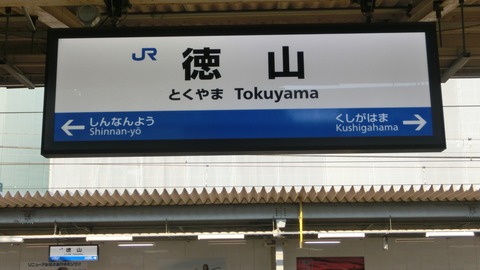 JR 徳山
とくやま Tokuyama
← しんなんよう くしがはま →
Shinnan-yō Kushigahama
徳山